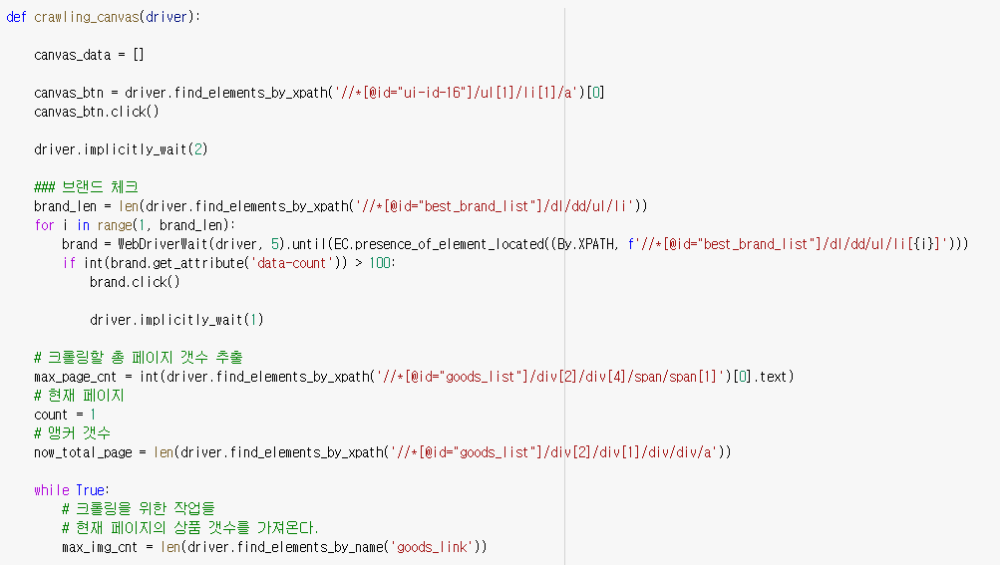 def crawling_canvas(driver):
canvas_data = []
canvas_btn = driver.find_elements_by_xpath('//*[@id="ui-id-16"]/ul[1]/li[1]/a')[0]
canvas_btn.click()
driver.implicitly_wait(2)
### 브랜드 체크
brand_len = len(driver.find_elements_by_xpath('//*[@id="best_brand_list"]/dl/dd/ul/li'))
for i in range(1, brand_len):
brand = WebDriverWait(driver, 5).until(EC.presence_of_element_located((By.XPATH, f'//*[@id="best_brand_list"]/dl/dd/ul/li[{i}]')))
if int(brand.get_attribute('data-count')) > 100:
brand.click()
driver.implicitly_wait(1)
# 크롤링할 총 페이지 갯수 추출
max_page_cnt = int(driver.find_elements_by_xpath('//*[@id="goods_list"]/div[2]/div[4]/span/span[1]')[0].text)
# 현재 페이지
count = 1
# 앵커 갯수
now_total_page = len(driver.find_elements_by_xpath('//*[@id="goods_list"]/div[2]/div[1]/div/div/a'))
while True:
# 크롤링을 위한 작업들
# 현재 페이지의 상품 갯수를 가져온다.
max_img_cnt = len(driver.find_elements_by_name('goods_link'))